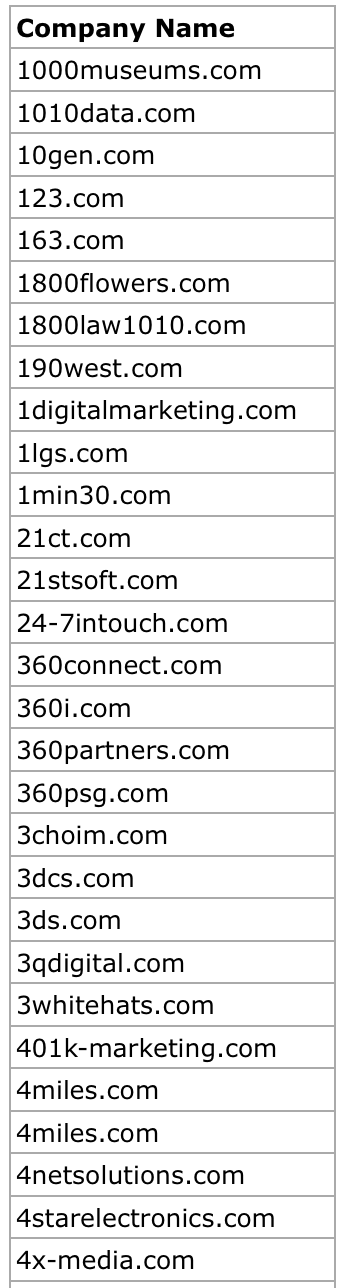 Company Name
1000museums.com
1010data.com
10gen.com
123.com
163.com
1800flowers.com
1800law1010.com
190west.com
1digitalmarketing.com
1lgs.com
1min30.com
21ct.com
21stsoft.com
24-7intouch.com
360connect.com
360i.com
360partners.com
360psg.com
3choim.com
3dcs.com
3ds.com
3qdigital.com
3whitehats.com
401k-marketing.com
4miles.com
4miles.com
4netsolutions.com
4starelectronics.com
4x-media.com